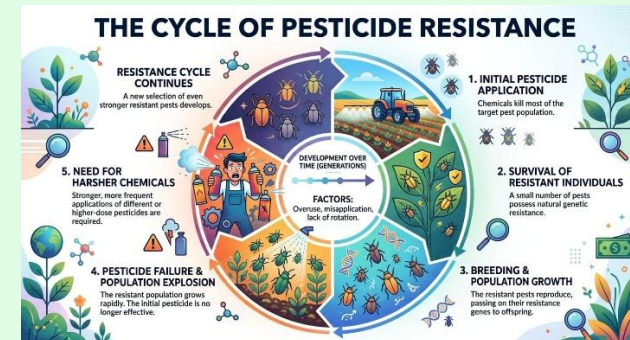 THE CYCLE OF PESTICIDE RESISTANCE
RESISTANCE CYCLE
CONTINUES
A new selection of even
stronger resistant pests develops.
1. INITIAL PESTICIDE
APPLICATION
Chemicals kill most of the
target pest population.
DEVELOPMENT OVER
TIME (GENERATIONS)
FACTORS:
Overuse, misapplication,
lack of rotation.
5. NEED FOR
HARSHER CHEMICALS
Stronger, more frequent
applications of different or
higher-dose pesticides are
required.
2. SURVIVAL OF
RESISTANT INDIVIDUALS
A small number of pests
possess natural genetic
resistance.
4. PESTICIDE FAILURE &
POPULATION EXPLOSION
The resistant population grows
rapidly. The initial pesticide is no
longer effective.
3. BREEDING &
POPULATION GROWTH
The resistant pests reproduce,
passing on their resistance
genes to offspring.
$